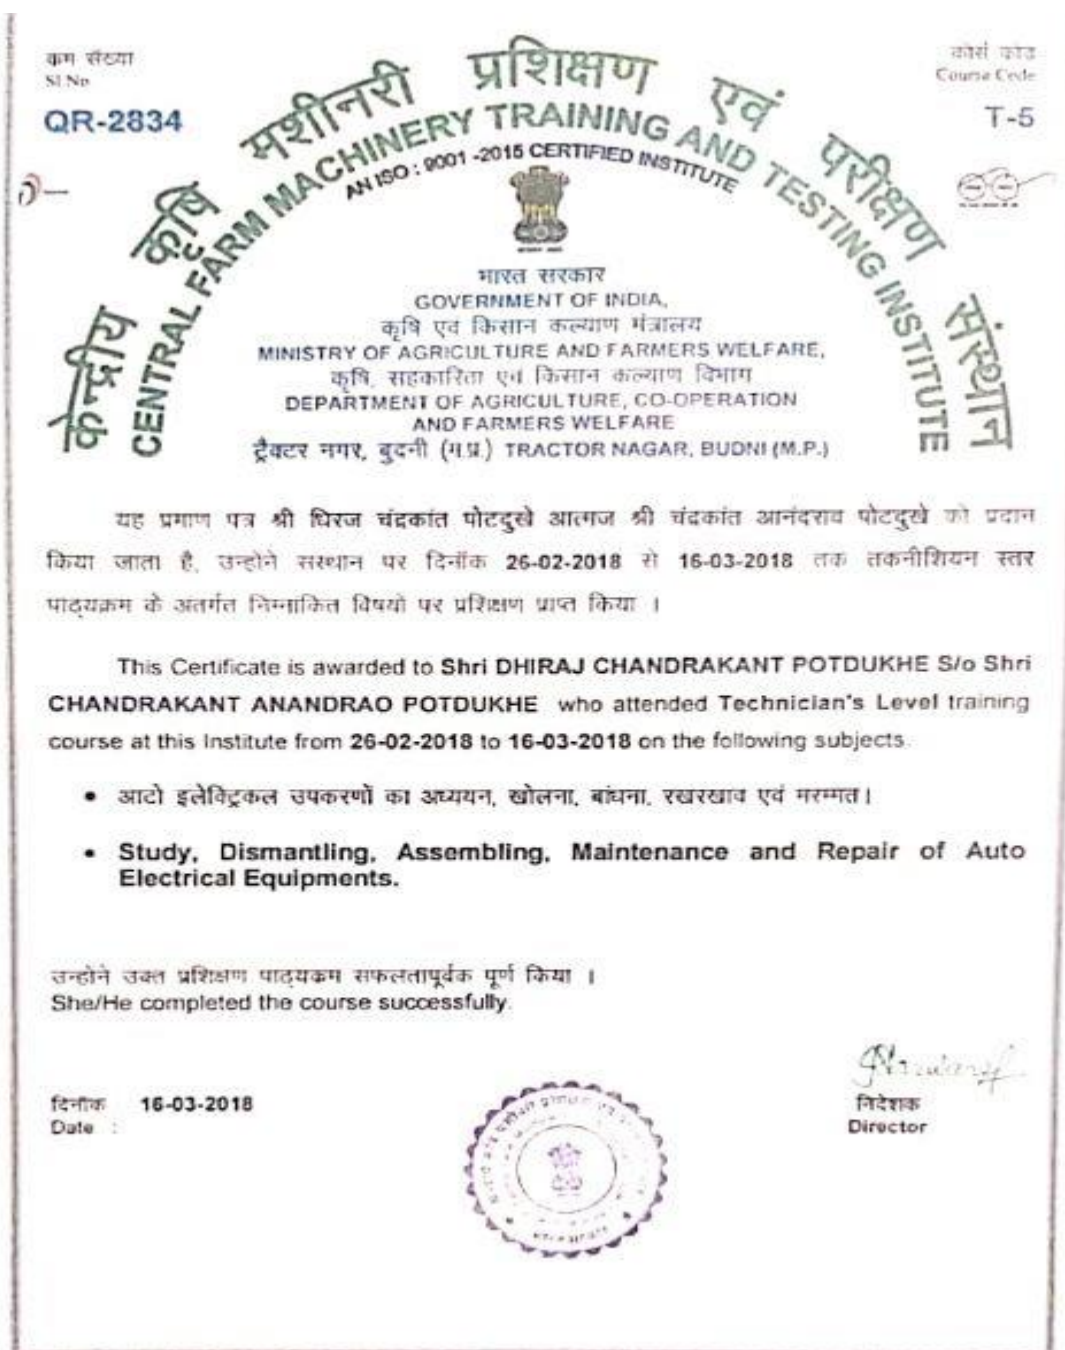 क्रम संख्या
Sl No
QR-2834
कोर्स कोड
Course Code
T-5
केन्द्रीय कृषि मशीनरी प्रशिक्षण एवं परीक्षण संस्थान
CENTRAL FARM MACHINERY TRAINING AND TESTING INSTITUTE
AN ISO : 9001 -2015 CERTIFIED INSTITUTE
भारत सरकार
GOVERNMENT OF INDIA,
कृषि एवं किसान कल्याण मंत्रालय
MINISTRY OF AGRICULTURE AND FARMERS WELFARE,
कृषि, सहकारिता एवं किसान कल्याण विभाग
DEPARTMENT OF AGRICULTURE, CO-OPERATION
AND FARMERS WELFARE
ट्रैक्टर नगर, बुदनी (म.प्र.) TRACTOR NAGAR, BUDNI (M.P.)
यह प्रमाण पत्र श्री धिरज चंद्रकांत पोटदुखे आत्मज श्री चंद्रकांत आनंदराव पोटदुखे को प्रदान
किया जाता है, उन्होने संस्थान पर दिनॉक 26-02-2018 से 16-03-2018 तक तकनीशियन स्तर
पाठ्यक्रम के अंतर्गत निम्नांकित विषयो पर प्रशिक्षण प्राप्त किया ।
This Certificate is awarded to Shri DHIRAJ CHANDRAKANT POTDUKHE S/o Shri
CHANDRAKANT ANANDRAO POTDUKHE who attended Technician's Level training
course at this Institute from 26-02-2018 to 16-03-2018 on the following subjects.
• आटो इलेक्ट्रिकल उपकरणों का अध्ययन, खोलना, बांधना, रखरखाव एवं मरम्मत।
• Study, Dismantling, Assembling, Maintenance and Repair of Auto
Electrical Equipments.
उन्होने उक्त प्रशिक्षण पाठ्यकम सफलतापूर्वक पूर्ण किया ।
She/He completed the course successfully.
दिनॉक 16-03-2018
Date :
निदेशक
Director